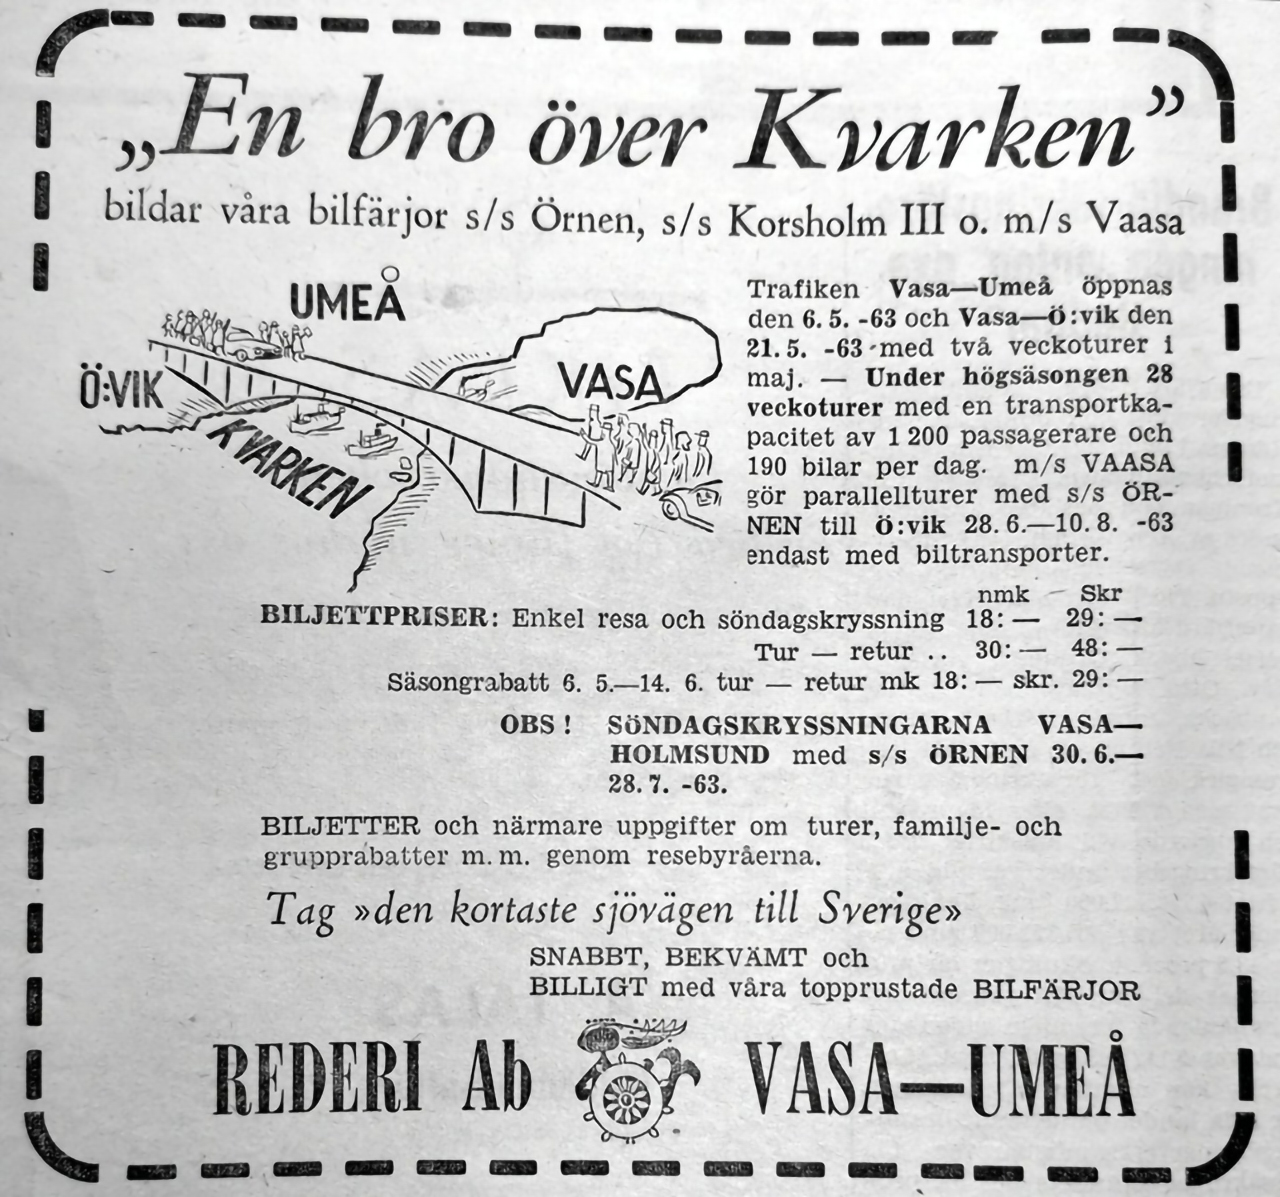 „En bro över Kvarken”
bildar våra bilfärjor s/s Örnen, s/s Korsholm III o. m/s Vaasa
UMEÅ
Ö:VIK
VASA
KVARKEN
Trafiken Vasa—Umeå öppnas
den 6. 5. -63 och Vasa—Ö:vik den
21. 5. -63 med två veckoturer i
maj. — Under högsäsongen 28
veckoturer med en transportka-
pacitet av 1 200 passagerare och
190 bilar per dag. m/s VAASA
gör parallellturer med s/s ÖR-
NEN till Ö:vik 28. 6.—10. 8. -63
endast med biltransporter.
nmk — Skr
BILJETTPRISER: Enkel resa och söndagskryssning 18: — 29: —
Tur — retur .. 30: — 48: —
Säsongrabatt 6. 5.—14. 6. tur — retur mk 18: — skr. 29: —
OBS ! SÖNDAGSKRYSSNINGARNA VASA—
HOLMSUND med s/s ÖRNEN 30. 6.—
28. 7. -63.
BILJETTER och närmare uppgifter om turer, familje- och
grupprabatter m. m. genom resebyråerna.
Tag »den kortaste sjövägen till Sverige»
SNABBT, BEKVÄMT och
BILLIGT med våra topprustade BILFÄRJOR
REDERI Ab VASA—UMEÅ